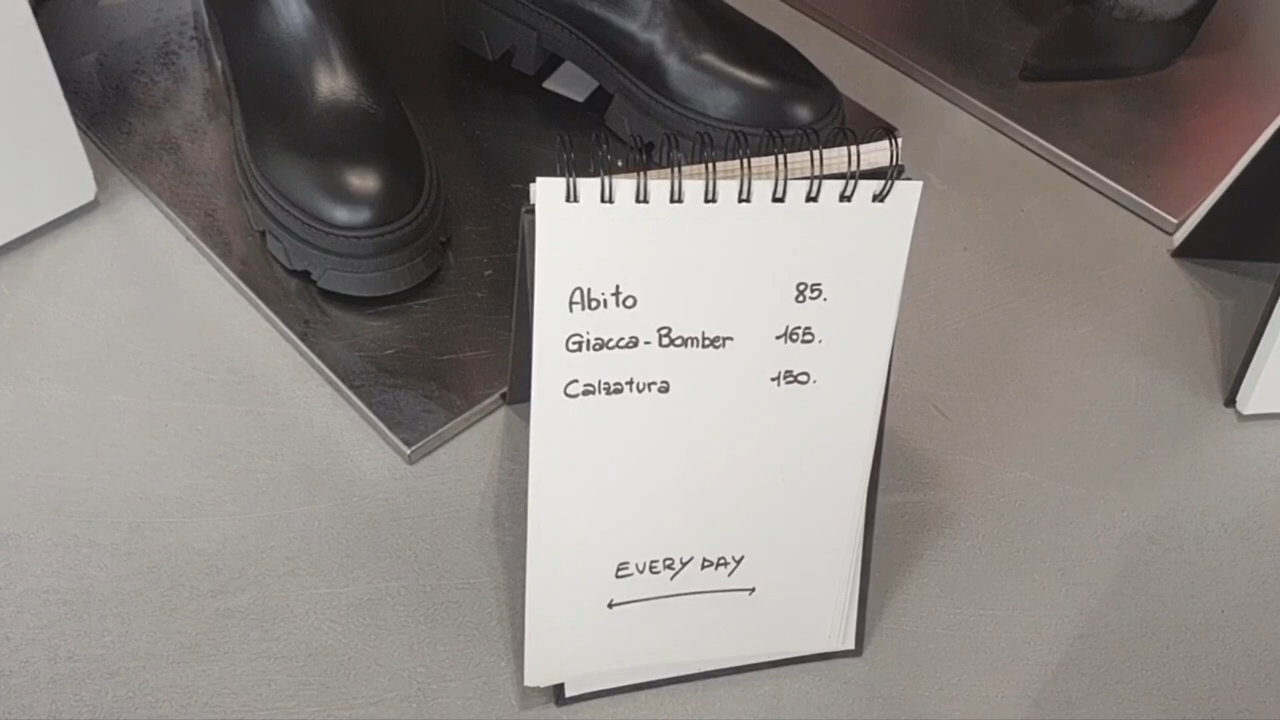 Abito 85.
Giacca-Bomber 165.
Calzatura 150.
EVERY DAY